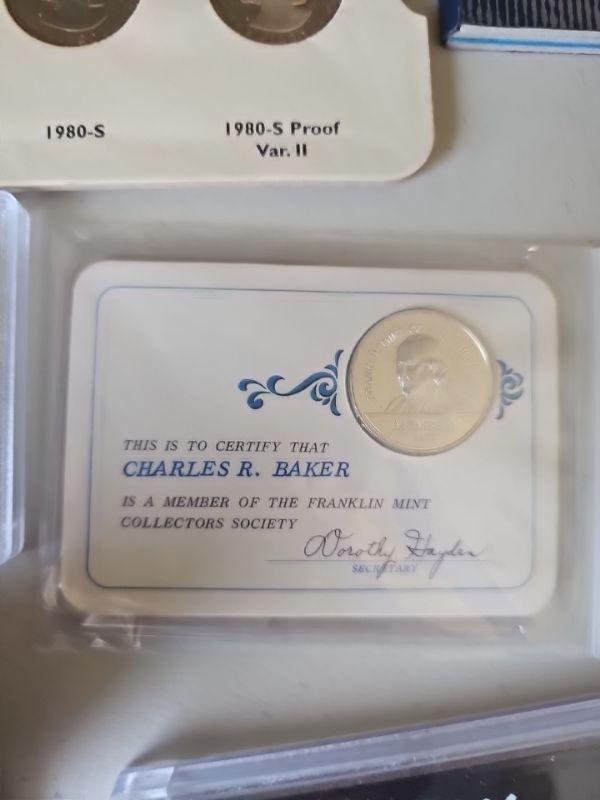 1980-S
1980-S Proof
Var. II
THIS IS TO CERTIFY THAT
CHARLES R. BAKER
IS A MEMBER OF THE FRANKLIN MINT
COLLECTORS SOCIETY
Dorothy Hayden
SECRETARY